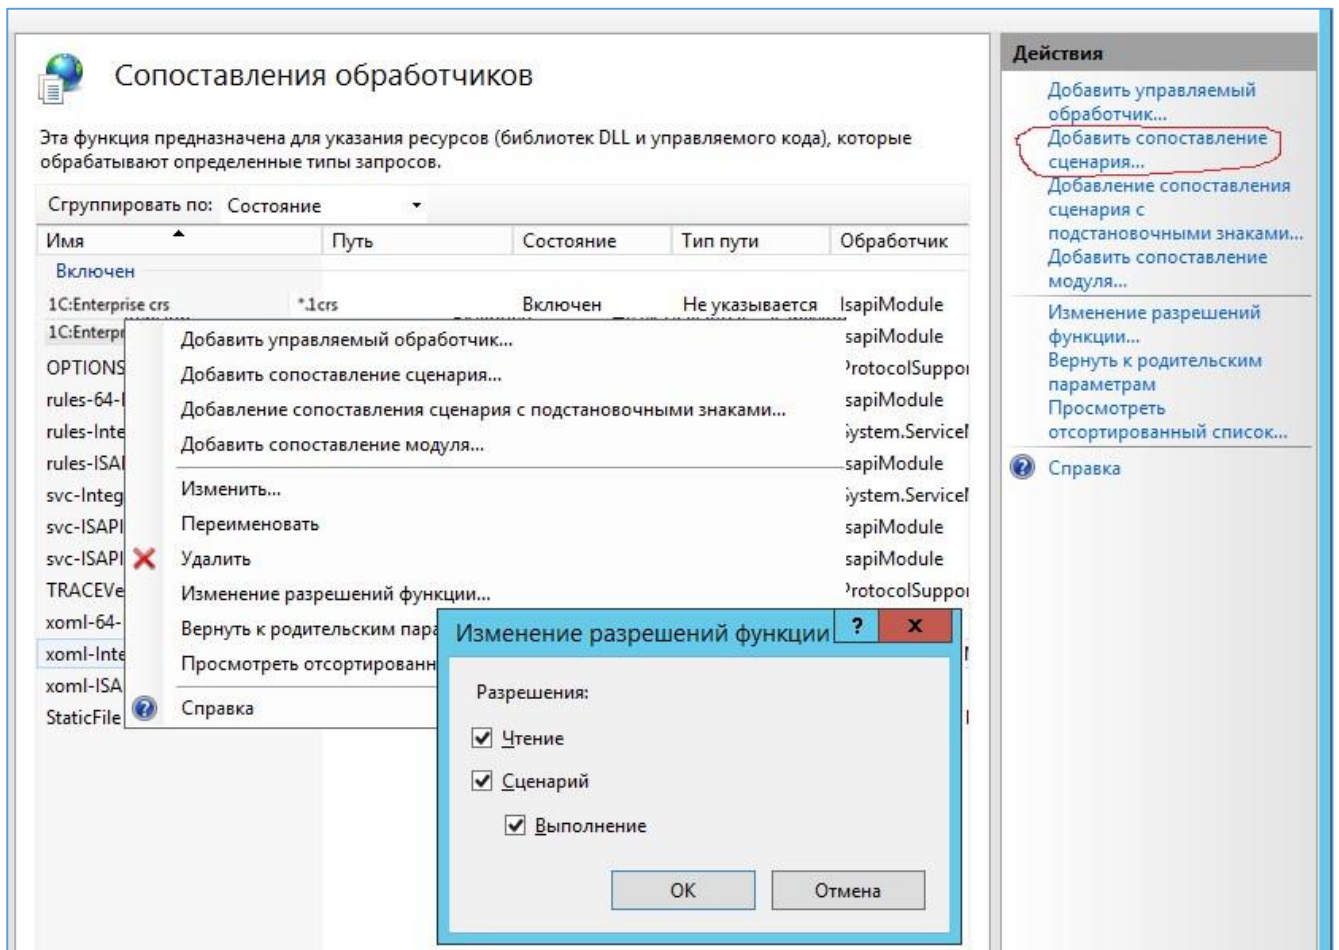 Сопоставления обработчиков
Эта функция предназначена для указания ресурсов (библиотек DLL и управляемого кода), которые
обрабатывают определенные типы запросов.
Сгруппировать по: Состояние
Имя Путь Состояние Тип пути Обработчик
Включен
1C:Enterprise crs *.1crs Включен Не указывается IsapiModule
1C:Enterpr sapiModule
OPTIONS ProtocolSuppor
rules-64-I sapiModule
rules-Inte System.Service
rules-ISAI sapiModule
svc-Integ System.Service
svc-ISAPI sapiModule
svc-ISAPI sapiModule
TRACEVe ProtocolSuppor
xoml-64-
xoml-Inte
xoml-ISA
StaticFile
Добавить управляемый обработчик...
Добавить сопоставление сценария...
Добавление сопоставления сценария с подстановочными знаками...
Добавить сопоставление модуля...
Изменить...
Переименовать
Удалить
Изменение разрешений функции...
Вернуть к родительским пара
Просмотреть отсортированн
Справка
Изменение разрешений функции ? x
Разрешения:
Чтение
Сценарий
Выполнение
OK Отмена
Действия
Добавить управляемый
обработчик...
Добавить сопоставление
сценария...
Добавление сопоставления
сценария с
подстановочными знаками...
Добавить сопоставление
модуля...
Изменение разрешений
функции...
Вернуть к родительским
параметрам
Просмотреть
отсортированный список...
Справка